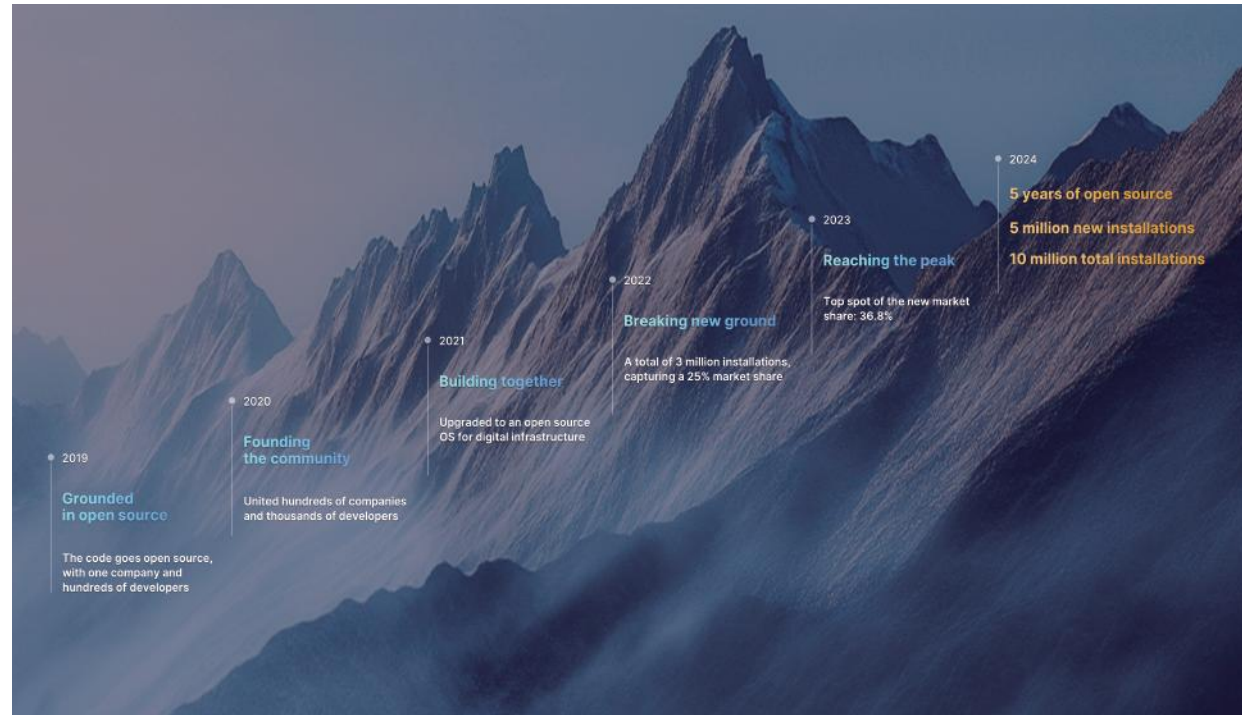 2019
Grounded
in open source
The code goes open source,
with one company and
hundreds of developers
2020
Founding
the community
United hundreds of companies
and thousands of developers
2021
Building together
Upgraded to an open source
OS for digital infrastructure
2022
Breaking new ground
A total of 3 million installations,
capturing a 25% market share
2023
Reaching the peak
Top spot of the new market
share: 36.8%
2024
5 years of open source
5 million new installations
10 million total installations